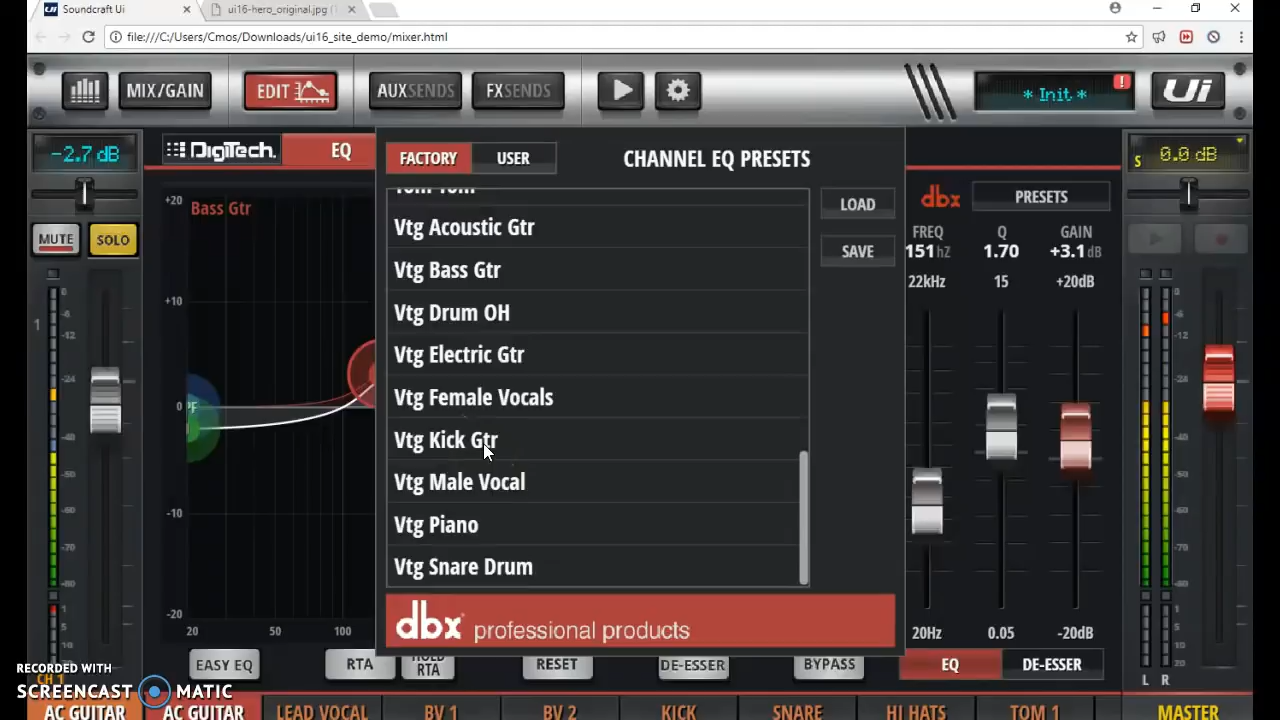 Soundcraft Ui
ui16-hero_original.jpg
file:///C:/Users/Cmos/Downloads/ui16_site_demo/mixer.html
MIX/GAIN
EDIT
AUXSENDS
FXSENDS
* Init *
!
Ui
-2.7 dB
DigiTech
EQ
FACTORY
USER
CHANNEL EQ PRESETS
dbx
PRESETS
S
0.0 dB
MUTE
SOLO
Bass Gtr
+20
+10
0
-10
-20
20
50
100
Tom Tom
Vtg Acoustic Gtr
Vtg Bass Gtr
Vtg Drum OH
Vtg Electric Gtr
Vtg Female Vocals
Vtg Kick Gtr
Vtg Male Vocal
Vtg Piano
Vtg Snare Drum
LOAD
SAVE
dbx professional products
FREQ
Q
GAIN
151hZ
1.70
+3.1dB
22kHz
15
+20dB
20Hz
0.05
-20dB
L R
EASY EQ
RTA
HOLD
RTA
RESET
DE-ESSER
BYPASS
EQ
DE-ESSER
RECORDED WITH
SCREENCAST MATIC
CH 1
AC GUITAR
AC GUITAR
LEAD VOCAL
BV 1
BV 2
KICK
SNARE
HI HATS
TOM 1
MASTER